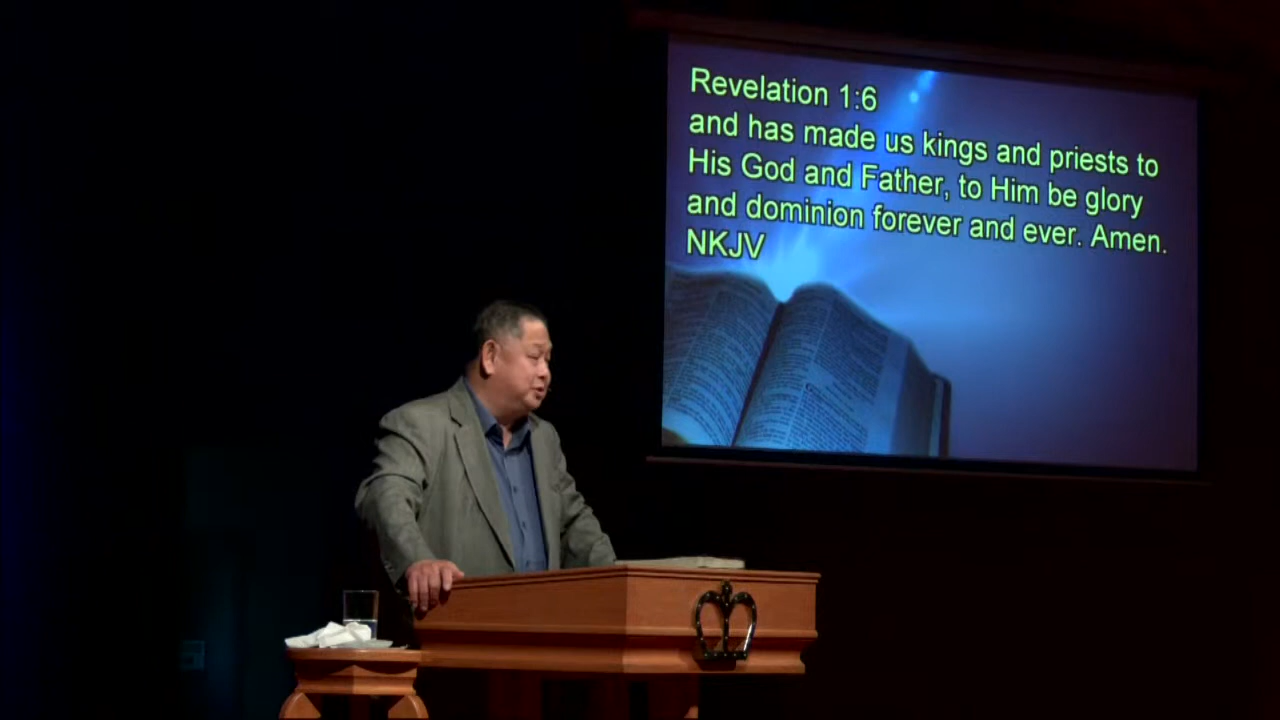 Revelation 1:6
and has made us kings and priests to
His God and Father, to Him be glory
and dominion forever and ever. Amen.
NKJV